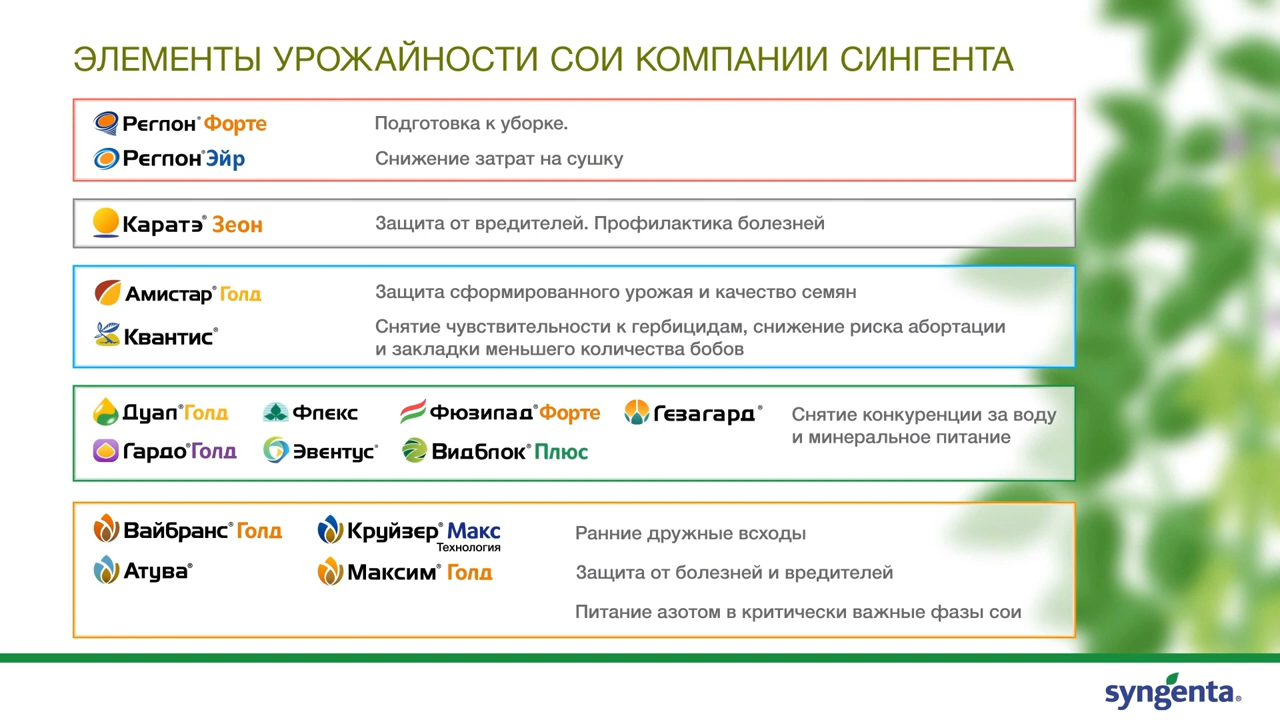 ЭЛЕМЕНТЫ УРОЖАЙНОСТИ СОИ КОМПАНИИ СИНГЕНТА
Реглон® Форте
Подготовка к уборке.
Реглон® Эйр
Снижение затрат на сушку
Каратэ® Зеон
Защита от вредителей. Профилактика болезней
Амистар® Голд
Защита сформированного урожая и качество семян
Квантис®
Снятие чувствительности к гербицидам, снижение риска абортации
и закладки меньшего количества бобов
Дуал® Голд Флекс Фюзилад® Форте Гезагард®
Гардо® Голд Эвентус® Видблок® Плюс
Снятие конкуренции за воду
и минеральное питание
Вайбранс® Голд Круйзер® Макс
Технология
Ранние дружные всходы
Атува® Максим® Голд
Защита от болезней и вредителей
Питание азотом в критически важные фазы сои
syngenta®